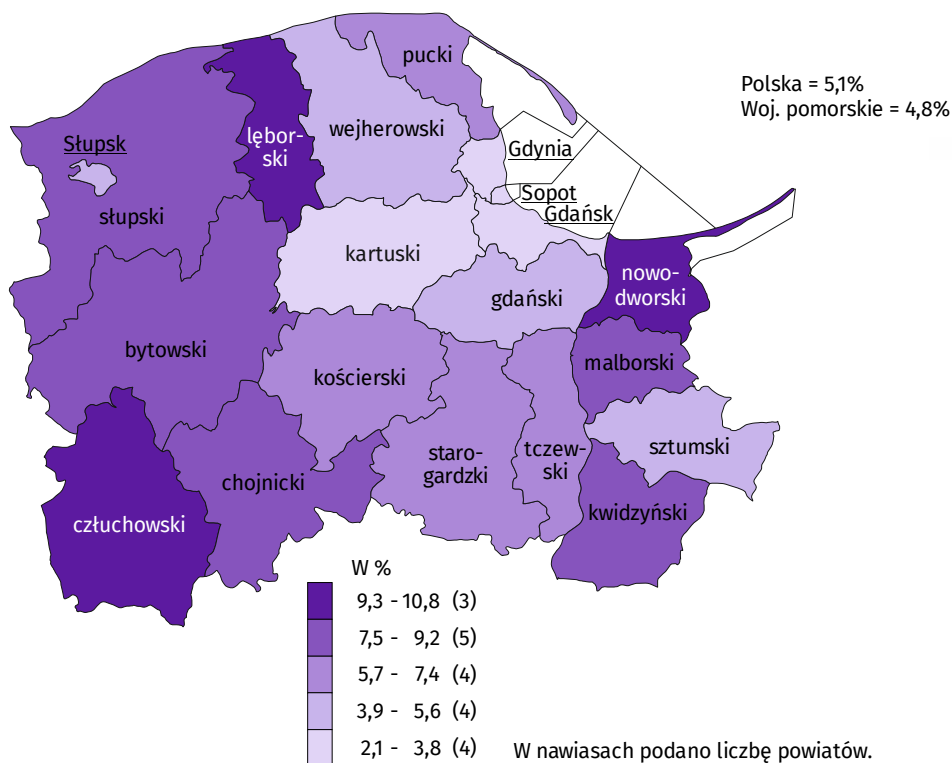 pucki
Polska = 5,1%
Woj. pomorskie = 4,8%
lębor-
ski
wejherowski
Słupsk
Gdynia
Sopot
Gdańsk
słupski
kartuski
gdański
nowo-
dworski
bytowski
kościerski
malborski
staro-
gardzki
tczew-
ski
sztumski
chojnicki
człuchowski
kwidzyński
W %
9,3 - 10,8 (3)
7,5 - 9,2 (5)
5,7 - 7,4 (4)
3,9 - 5,6 (4)
2,1 - 3,8 (4)
W nawiasach podano liczbę powiatów.